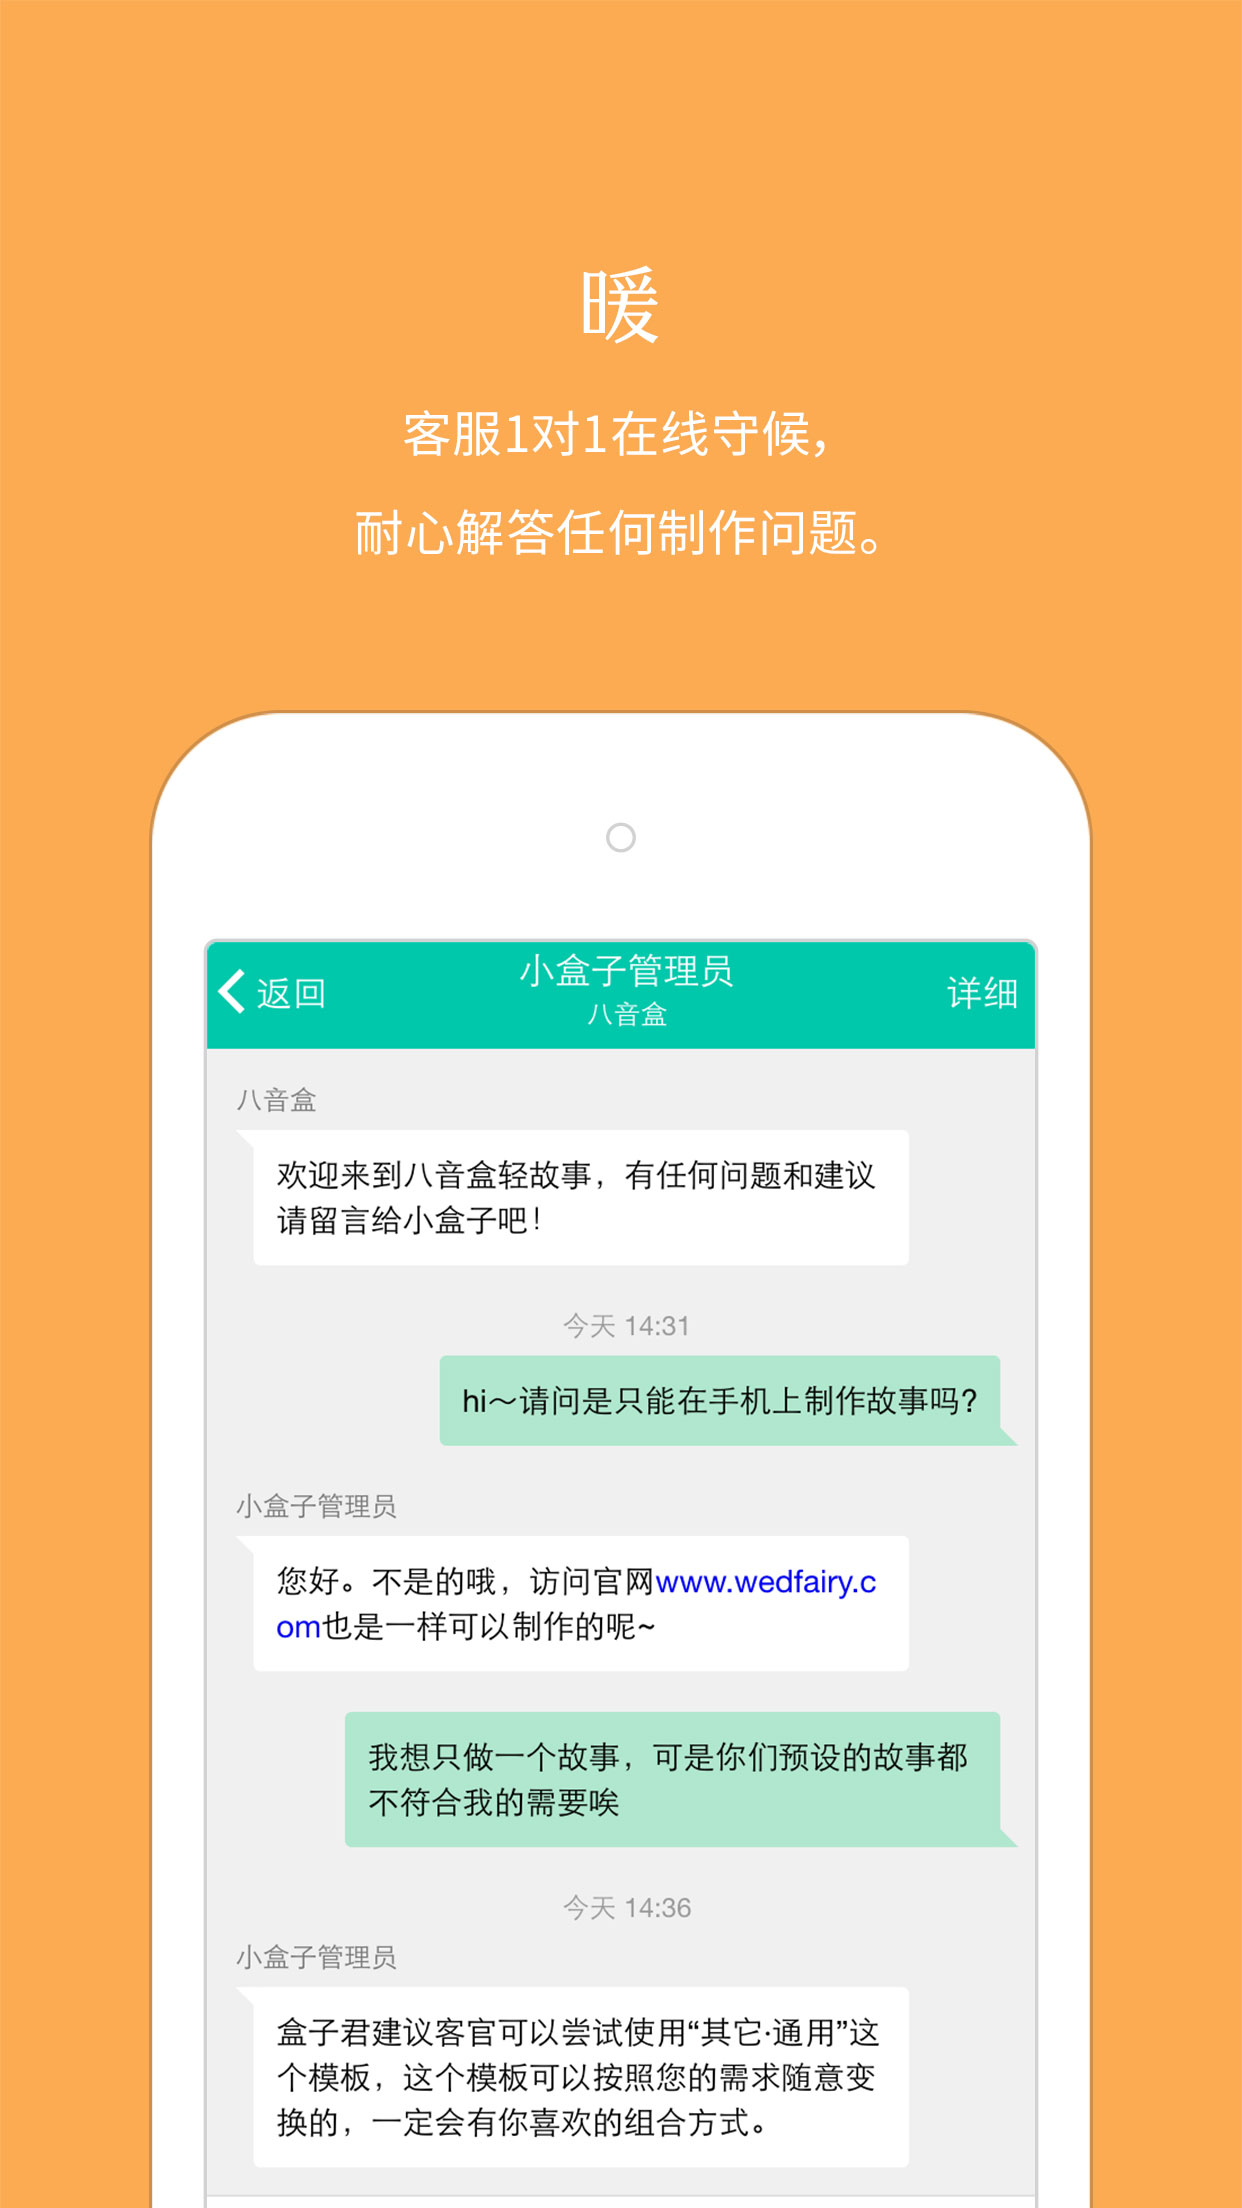 暖
客服1对1在线守候，
耐心解答任何制作问题。
返回
小盒子管理员
八音盒
详细
八音盒
欢迎来到八音盒轻故事，有任何问题和建议
请留言给小盒子吧！
今天 14:31
hi～请问是只能在手机上制作故事吗？
小盒子管理员
您好。不是的哦，访问官网www.wedfairy.c
om也是一样可以制作的呢~
我想只做一个故事，可是你们预设的故事都
不符合我的需要唉
今天 14:36
小盒子管理员
盒子君建议客官可以尝试使用“其它·通用”这
个模板，这个模板可以按照您的需求随意变
换的，一定会有你喜欢的组合方式。